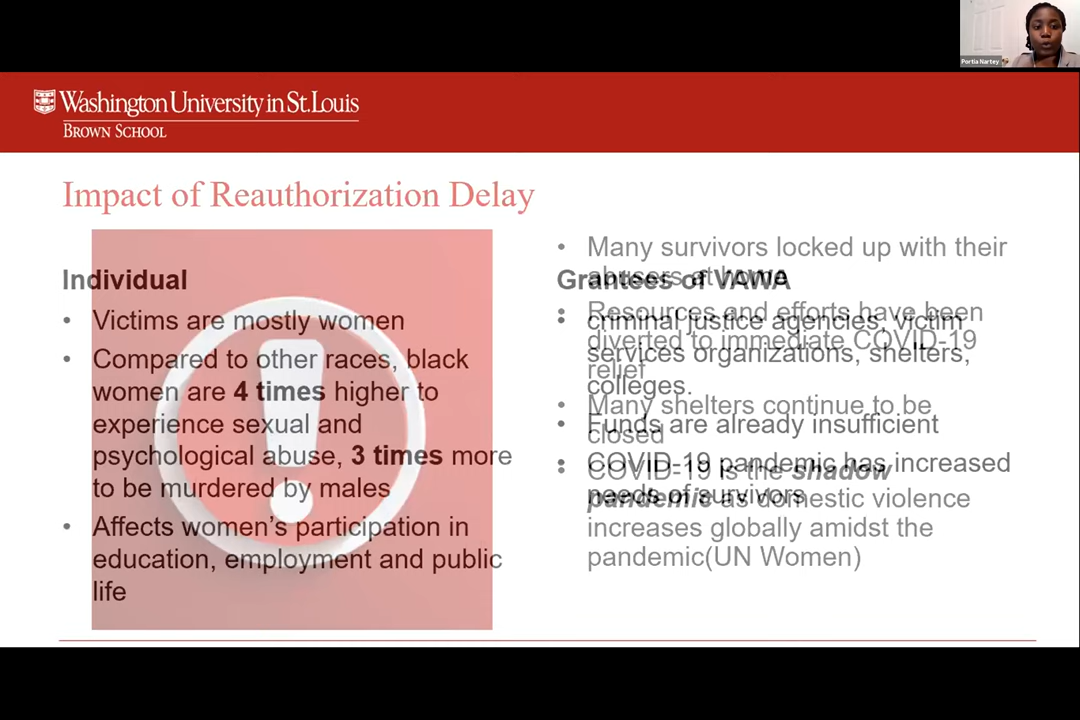 Portia Nartey
Washington University in St. Louis
BROWN SCHOOL
Impact of Reauthorization Delay
Individual
• Victims are mostly women
• Compared to other races, black
women are 4 times higher to
experience sexual and
psychological abuse, 3 times more
to be murdered by males
• Affects women's participation in
education, employment and public
life
Grantees of VAWA
• criminal justice agencies, victim
services organizations, shelters,
colleges.
• Funds are already insufficient
• COVID-19 pandemic has increased
needs of survivors
• Many survivors locked up with their
abusers at home
• Resources and efforts have been
diverted to immediate COVID-19
relief
• Many shelters continue to be
closed
• COVID-19 is the shadow
pandemic as domestic violence
increases globally amidst the
pandemic(UN Women)